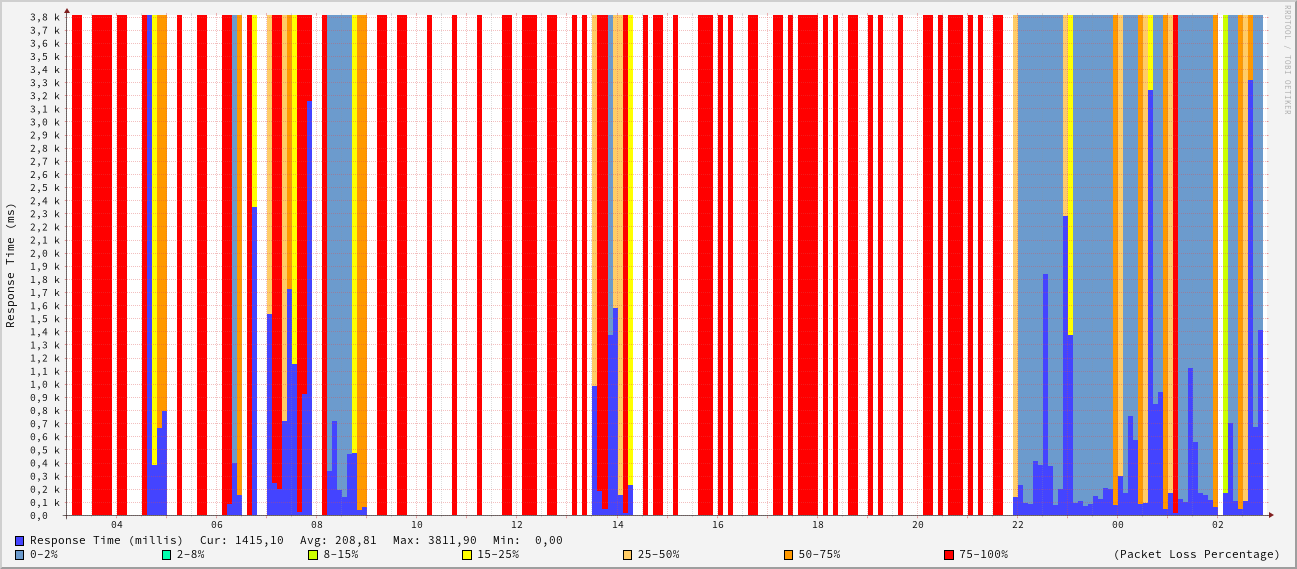 RRDTOOL / TOBI OETIKER
Response Time (ms)
3,8 k
3,7 k
3,6 k
3,5 k
3,4 k
3,3 k
3,2 k
3,1 k
3,0 k
2,9 k
2,8 k
2,7 k
2,6 k
2,5 k
2,4 k
2,3 k
2,2 k
2,1 k
2,0 k
1,9 k
1,8 k
1,7 k
1,6 k
1,5 k
1,4 k
1,3 k
1,2 k
1,1 k
1,0 k
0,9 k
0,8 k
0,7 k
0,6 k
0,5 k
0,4 k
0,3 k
0,2 k
0,1 k
0,0
04 06 08 10 12 14 16 18 20 22 00 02
Response Time (millis) Cur: 1415,10 Avg: 208,81 Max: 3811,90 Min: 0,00
0-2% 2-8% 8-15% 15-25% 25-50% 50-75% 75-100% (Packet Loss Percentage)